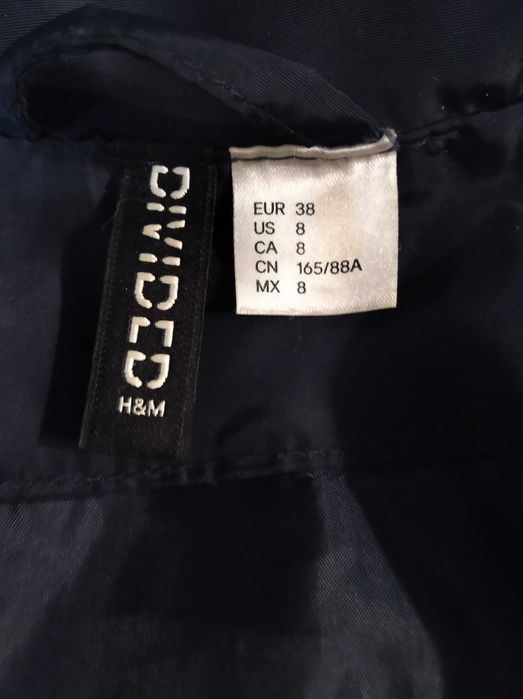 DIVIDED
H&M
EUR 38
US 8
CA 8
CN 165/88A
MX 8